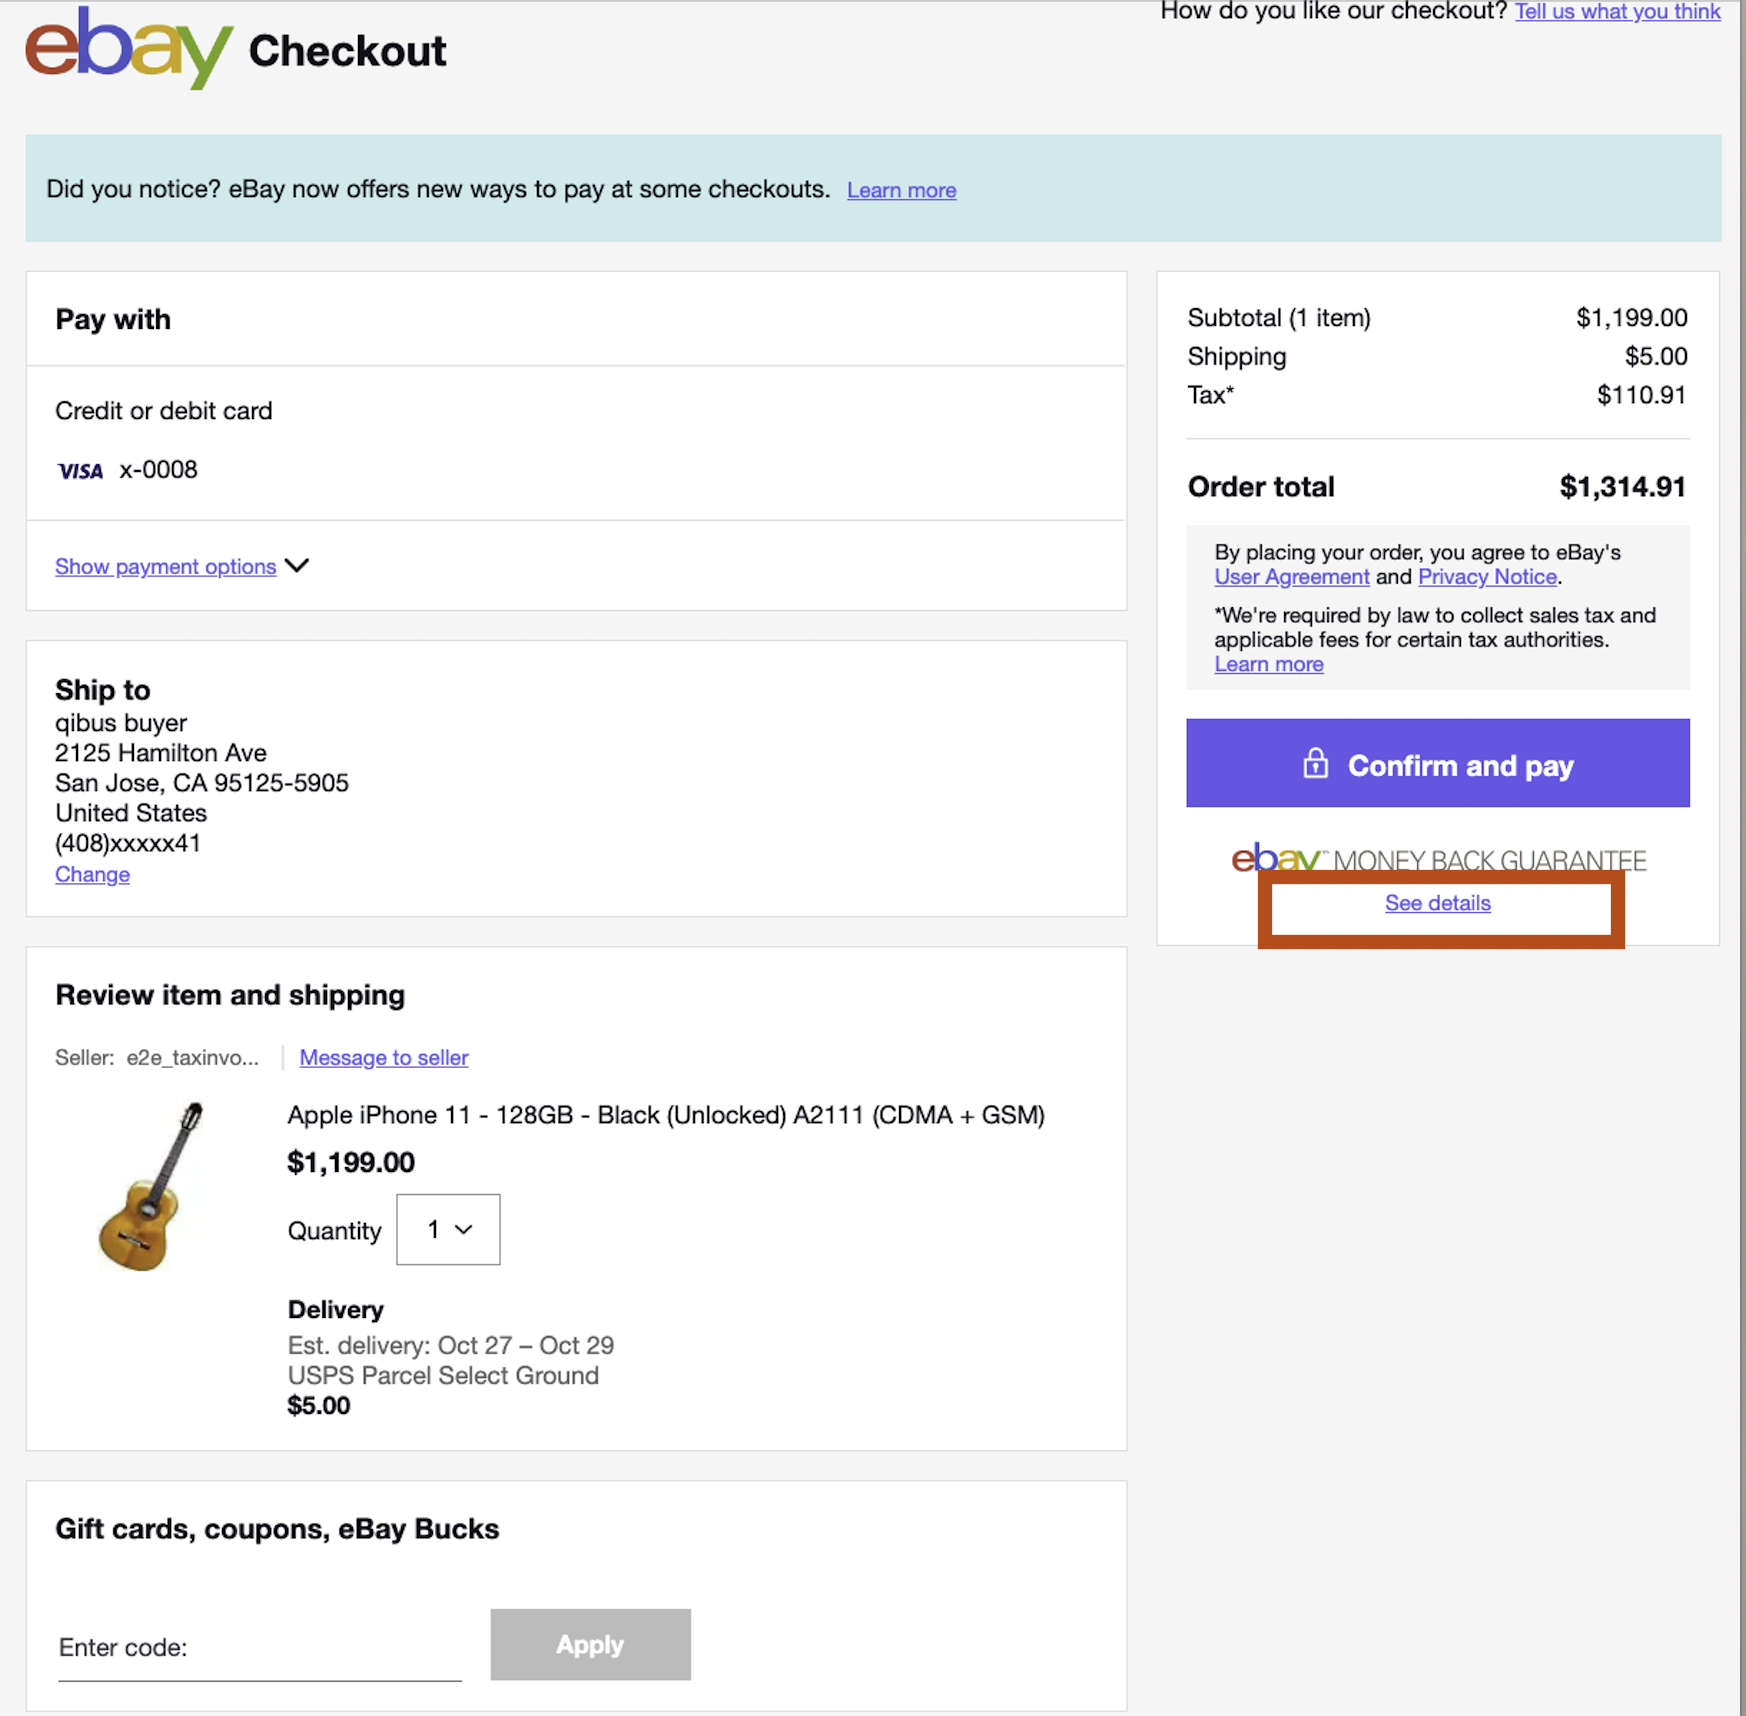 How do you like our checkout? Tell us what you think
ebay Checkout
Did you notice? eBay now offers new ways to pay at some checkouts. Learn more
Pay with
Credit or debit card
VISA x-0008
Show payment options
Ship to
qibus buyer
2125 Hamilton Ave
San Jose, CA 95125-5905
United States
(408)xxxxx41
Change
Review item and shipping
Seller: e2e_taxinvo... Message to seller
Apple iPhone 11 - 128GB - Black (Unlocked) A2111 (CDMA + GSM)
$1,199.00
Quantity 1
Delivery
Est. delivery: Oct 27 – Oct 29
USPS Parcel Select Ground
$5.00
Gift cards, coupons, eBay Bucks
Enter code:
Apply
Subtotal (1 item) $1,199.00
Shipping $5.00
Tax* $110.91
Order total $1,314.91
By placing your order, you agree to eBay's
User Agreement and Privacy Notice.
*We're required by law to collect sales tax and
applicable fees for certain tax authorities.
Learn more
Confirm and pay
ebay™ MONEY BACK GUARANTEE
See details